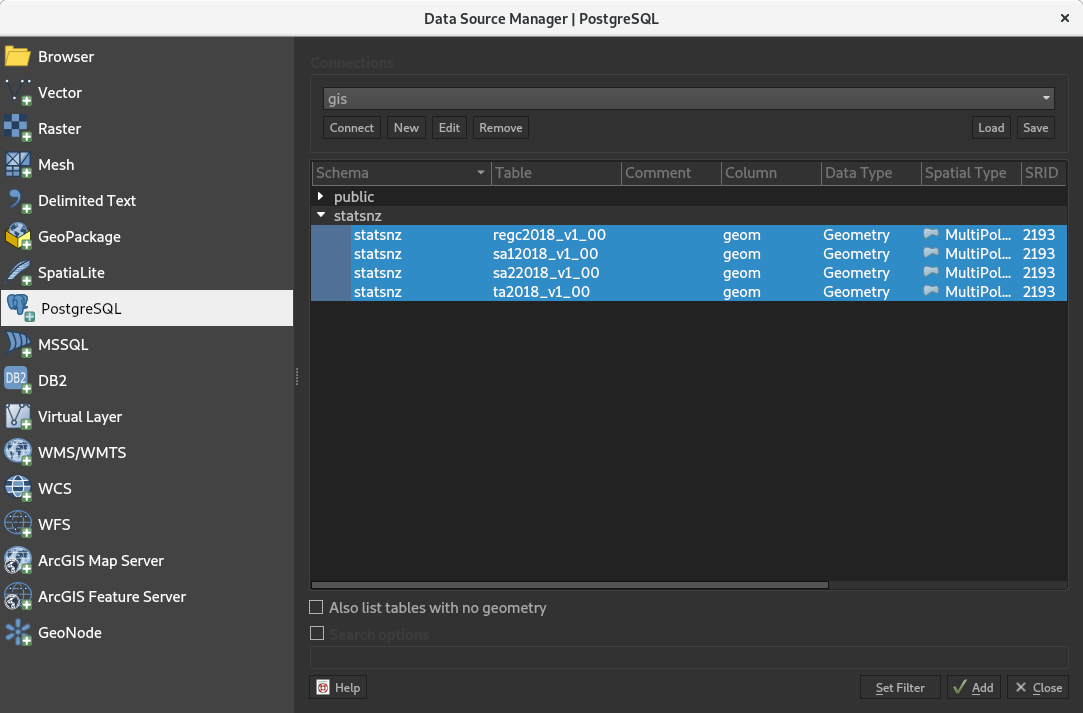 Data Source Manager | PostgreSQL
Browser
Vector
Raster
Mesh
Delimited Text
GeoPackage
SpatiaLite
PostgreSQL
MSSQL
DB2
DB2
Virtual Layer
WMS/WMTS
WCS
WFS
ArcGIS Map Server
ArcGIS Feature Server
GeoNode
Connections
gis
Connect New Edit Remove Load Save
Schema Table Comment Column Data Type Spatial Type SRID
public
statsnz
statsnz regc2018_v1_00 geom Geometry MultiPol... 2193
statsnz sa12018_v1_00 geom Geometry MultiPol... 2193
statsnz sa22018_v1_00 geom Geometry MultiPol... 2193
statsnz ta2018_v1_00 geom Geometry MultiPol... 2193
Also list tables with no geometry
Search options
Help Set Filter Add Close